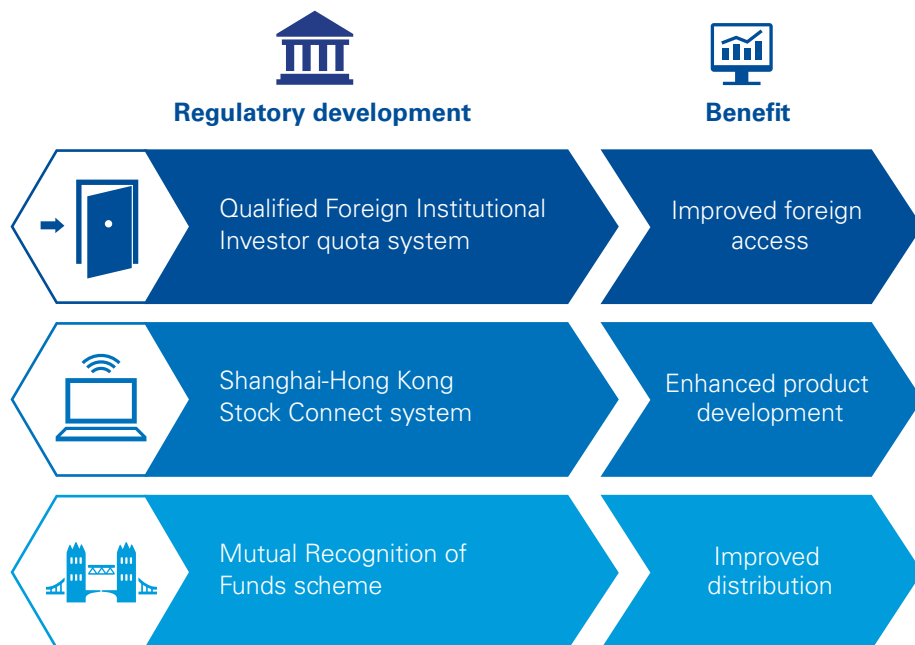 Regulatory development
Benefit
Qualified Foreign Institutional
Investor quota system
Improved foreign
access
Shanghai-Hong Kong
Stock Connect system
Enhanced product
development
Mutual Recognition of
Funds scheme
Improved
distribution